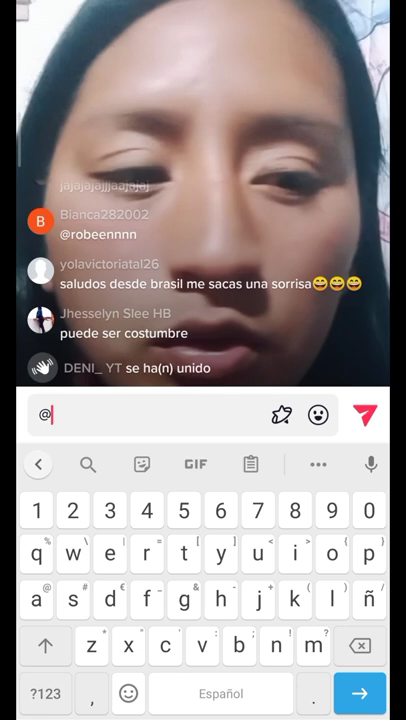 jajajajajjjaajajaj
Bianca282002
@robeennnn
yolavictoriatal26
saludos desde brasil me sacas una sorrisa😄😄😄
Jhesselyn Slee HB
puede ser costumbre
DENI_ YT se ha(n) unido
@
GIF
1 2 3 4 5 6 7 8 9 0
q w e r t y u i o p
a s d f g h j k l ñ
z x c v b n m
?123 , Español .